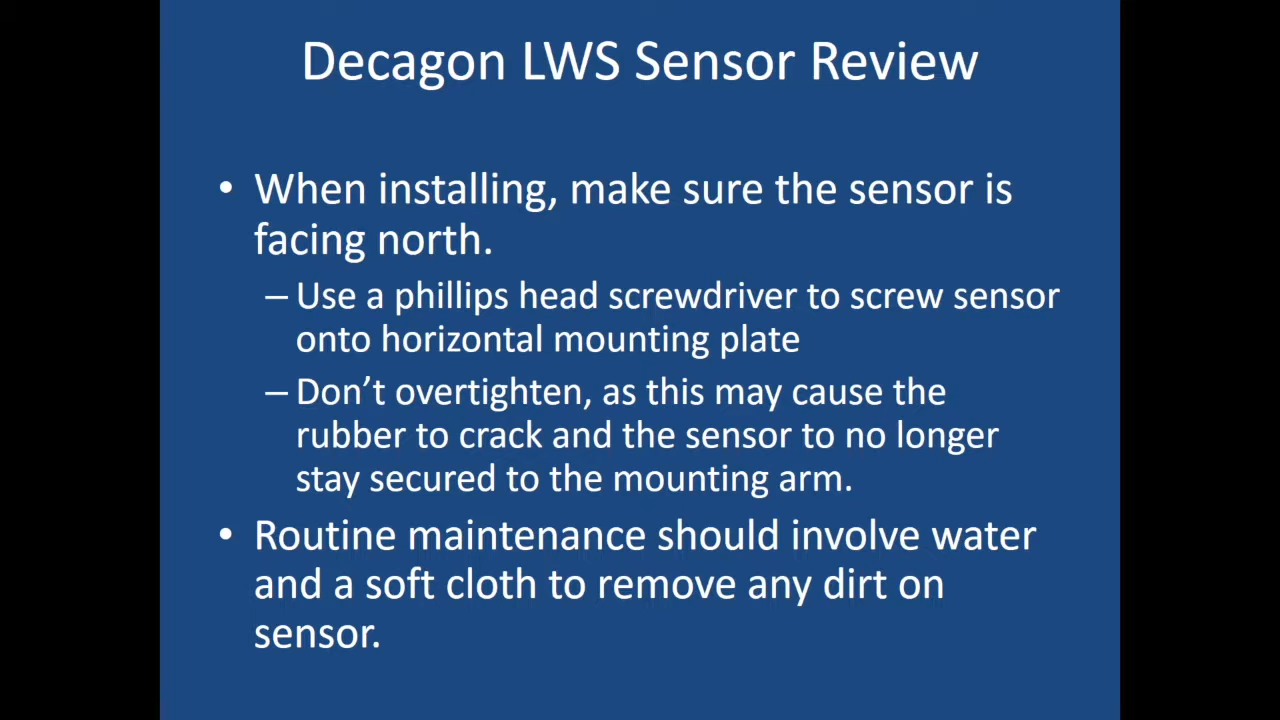 Decagon LWS Sensor Review
• When installing, make sure the sensor is
facing north.
– Use a phillips head screwdriver to screw sensor
onto horizontal mounting plate
– Don’t overtighten, as this may cause the
rubber to crack and the sensor to no longer
stay secured to the mounting arm.
• Routine maintenance should involve water
and a soft cloth to remove any dirt on
sensor.